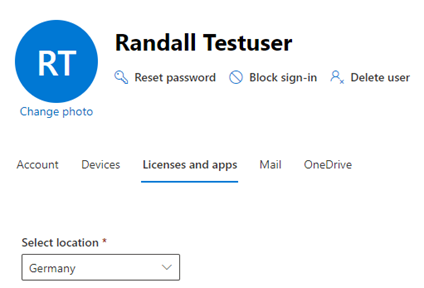 RT
Randall Testuser
Reset password Block sign-in Delete user
Change photo
Account Devices Licenses and apps Mail OneDrive
Select location *
Germany